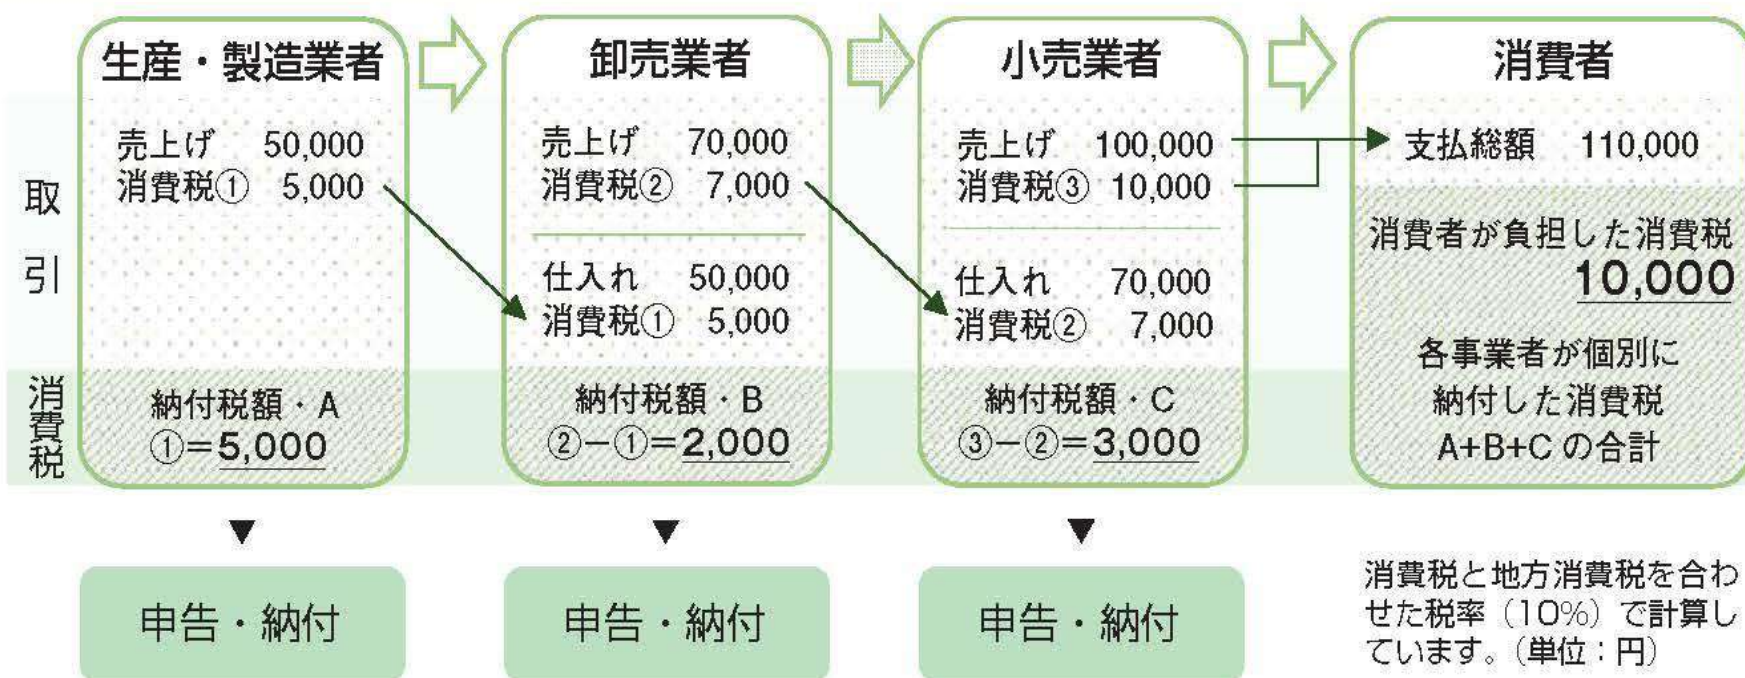 生産・製造業者
売上げ 50,000
消費税① 5,000
納付税額・A
①=5,000
申告・納付
卸売業者
売上げ 70,000
消費税② 7,000
仕入れ 50,000
消費税① 5,000
納付税額・B
②－①=2,000
申告・納付
小売業者
売上げ 100,000
消費税③ 10,000
仕入れ 70,000
消費税② 7,000
納付税額・C
③－②=3,000
申告・納付
消費者
支払総額 110,000
消費者が負担した消費税
10,000
各事業者が個別に
納付した消費税
A+B+C の合計
取引
消費税
消費税と地方消費税を合わ
せた税率（10%）で計算し
ています。（単位：円）